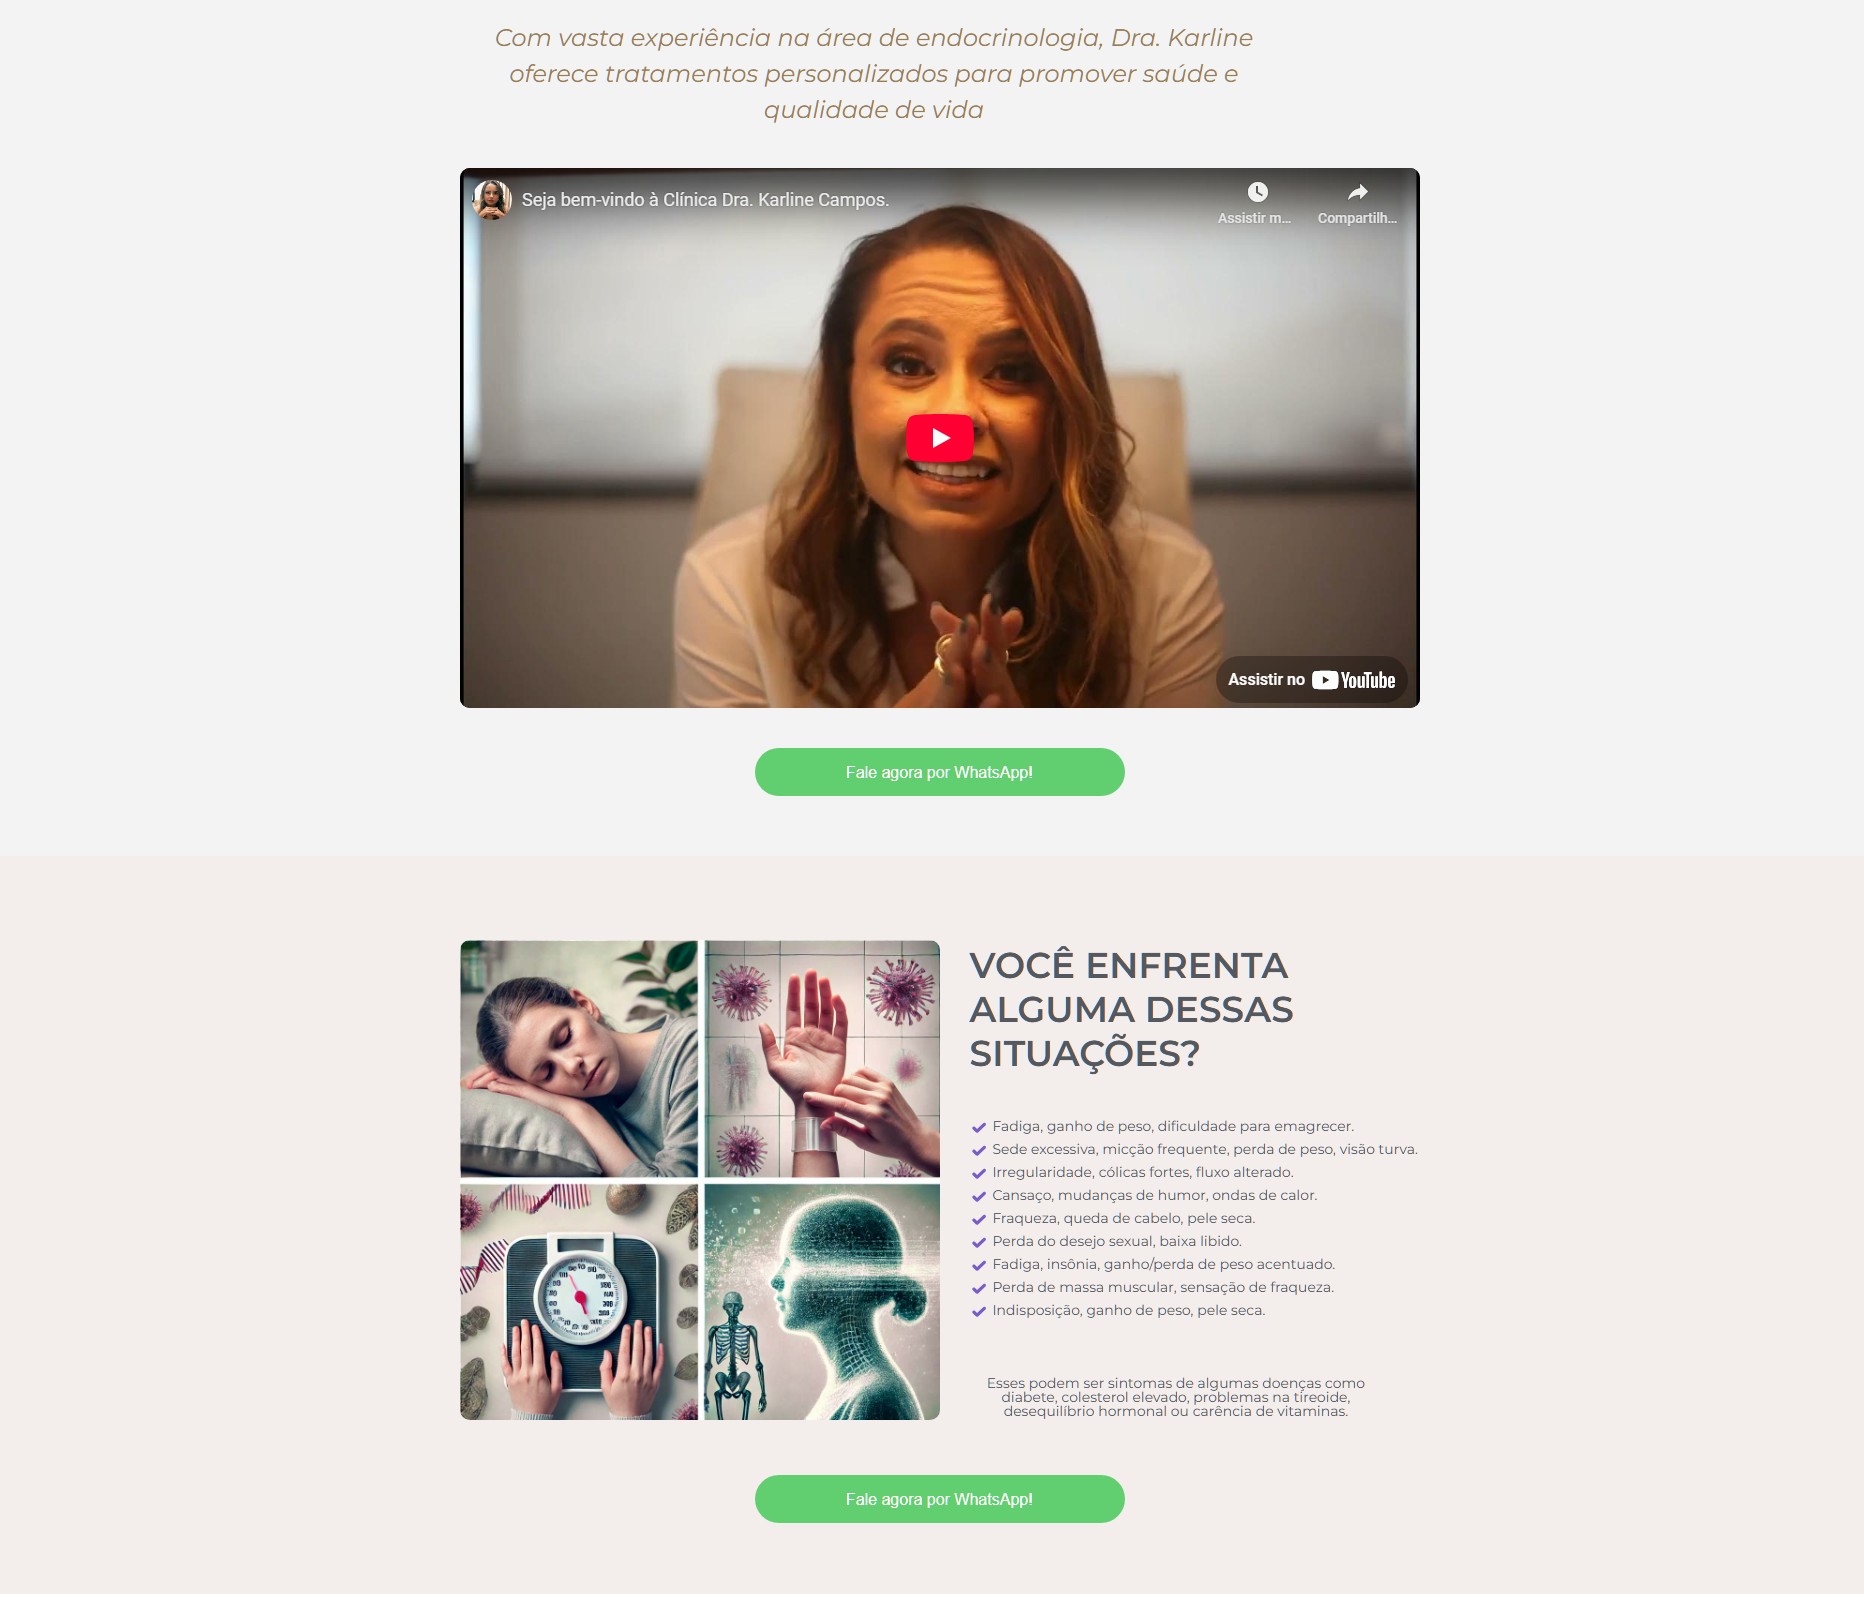 Com vasta experiência na área de endocrinologia, Dra. Karline
oferece tratamentos personalizados para promover saúde e
qualidade de vida
Seja bem-vindo à Clínica Dra. Karline Campos.
Assistir m...
Compartilh...
Assistir no YouTube
Fale agora por WhatsApp!
VOCÊ ENFRENTA
ALGUMA DESSAS
SITUAÇÕES?
Fadiga, ganho de peso, dificuldade para emagrecer.
Sede excessiva, micção frequente, perda de peso, visão turva.
Irregularidade, cólicas fortes, fluxo alterado.
Cansaço, mudanças de humor, ondas de calor.
Fraqueza, queda de cabelo, pele seca.
Perda do desejo sexual, baixa libido.
Fadiga, insônia, ganho/perda de peso acentuado.
Perda de massa muscular, sensação de fraqueza.
Indisposição, ganho de peso, pele seca.
Esses podem ser sintomas de algumas doenças como
diabete, colesterol elevado, problemas na tireoide,
desequilíbrio hormonal ou carência de vitaminas.
Fale agora por WhatsApp!